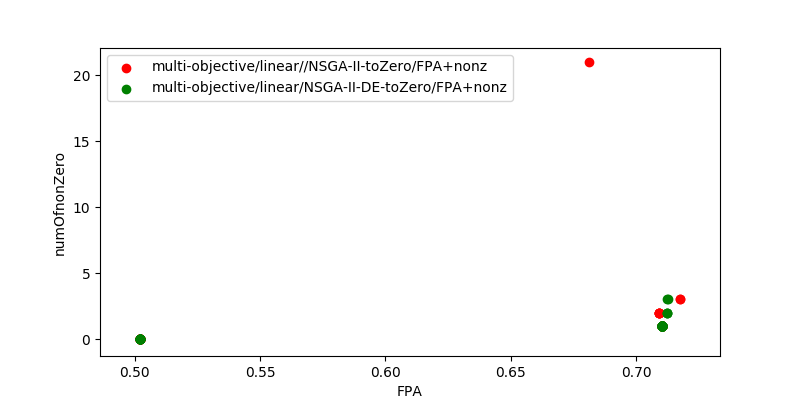 multi-objective/linear//NSGA-II-toZero/FPA+nonz
multi-objective/linear/NSGA-II-DE-toZero/FPA+nonz
20
15
10
5
0
numOfnonZero
0.50 0.55 0.60 0.65 0.70
FPA